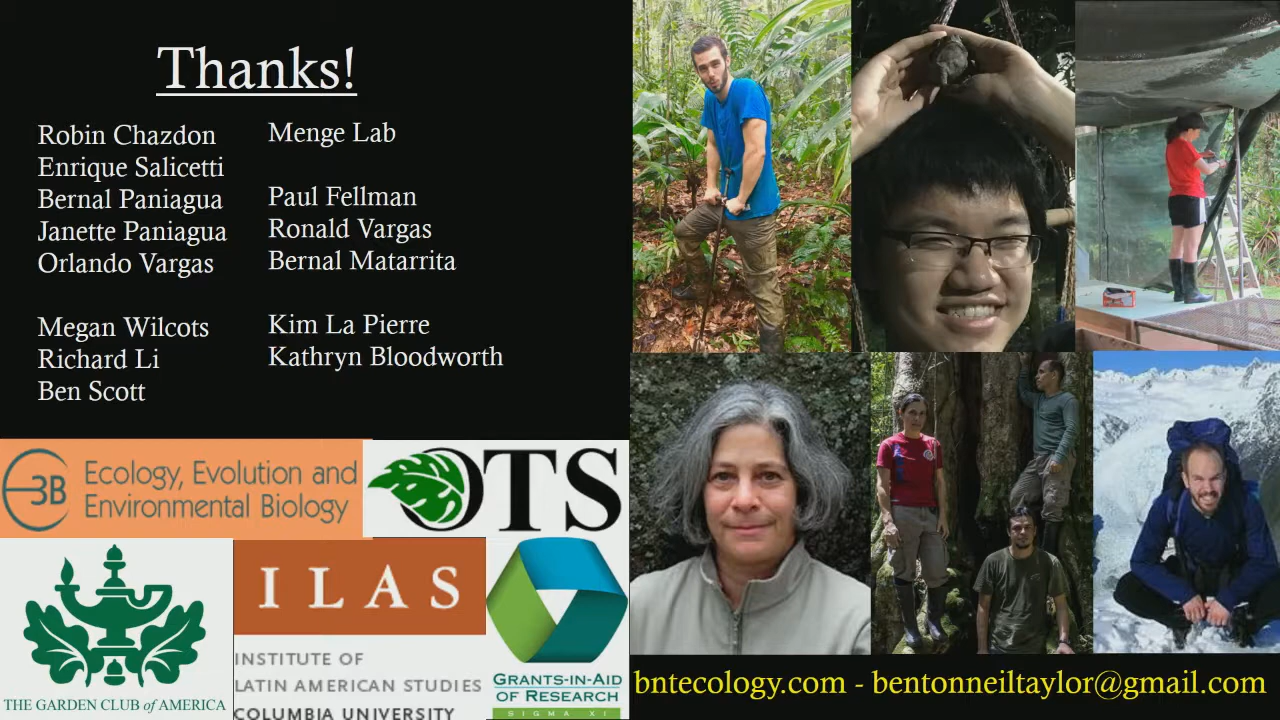 Thanks!
Robin Chazdon
Enrique Salicetti
Bernal Paniagua
Janette Paniagua
Orlando Vargas
Megan Wilcots
Richard Li
Ben Scott
Menge Lab
Paul Fellman
Ronald Vargas
Bernal Matarrita
Kim La Pierre
Kathryn Bloodworth
E3B
Ecology, Evolution and
Environmental Biology
OTS
THE GARDEN CLUB of AMERICA
ILAS
INSTITUTE OF
LATIN AMERICAN STUDIES
COLUMBIA UNIVERSITY
GRANTS-IN-AID
OF RESEARCH
SIGMA XI
bntecology.com - bentonneiltaylor@gmail.com